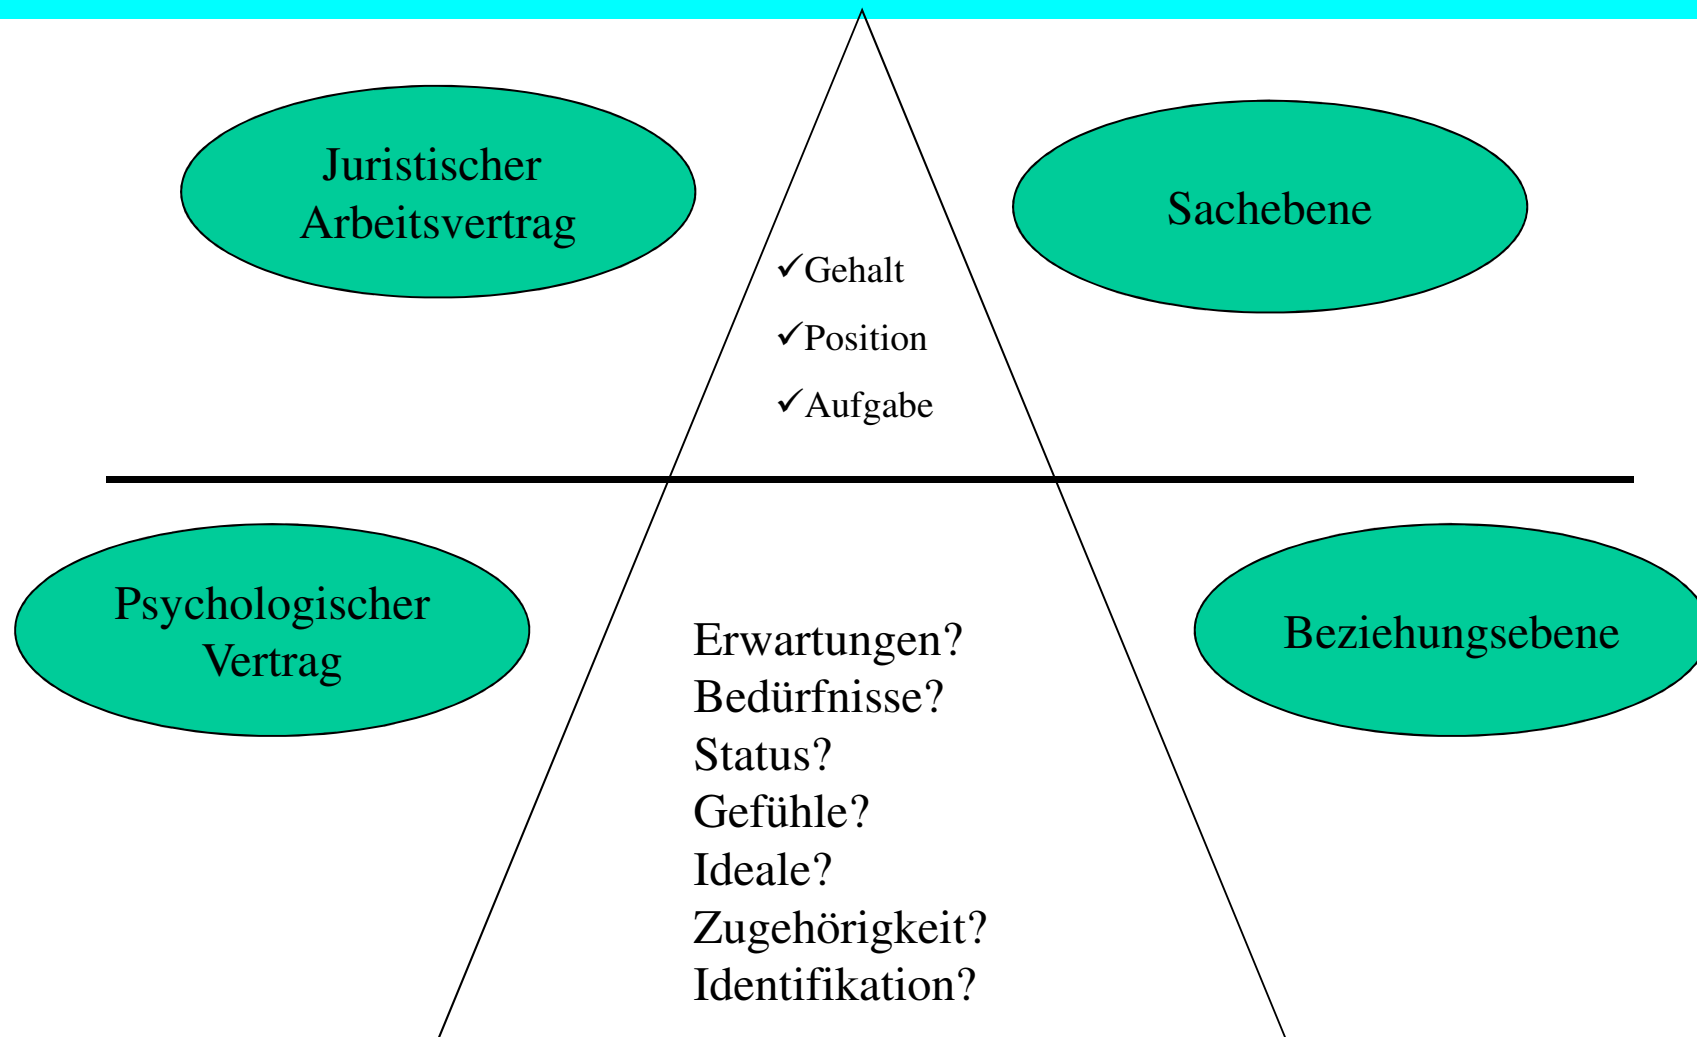 Juristischer
Arbeitsvertrag
Sachebene
✓Gehalt
✓Position
✓Aufgabe
Psychologischer
Vertrag
Beziehungsebene
Erwartungen?
Bedürfnisse?
Status?
Gefühle?
Ideale?
Zugehörigkeit?
Identifikation?